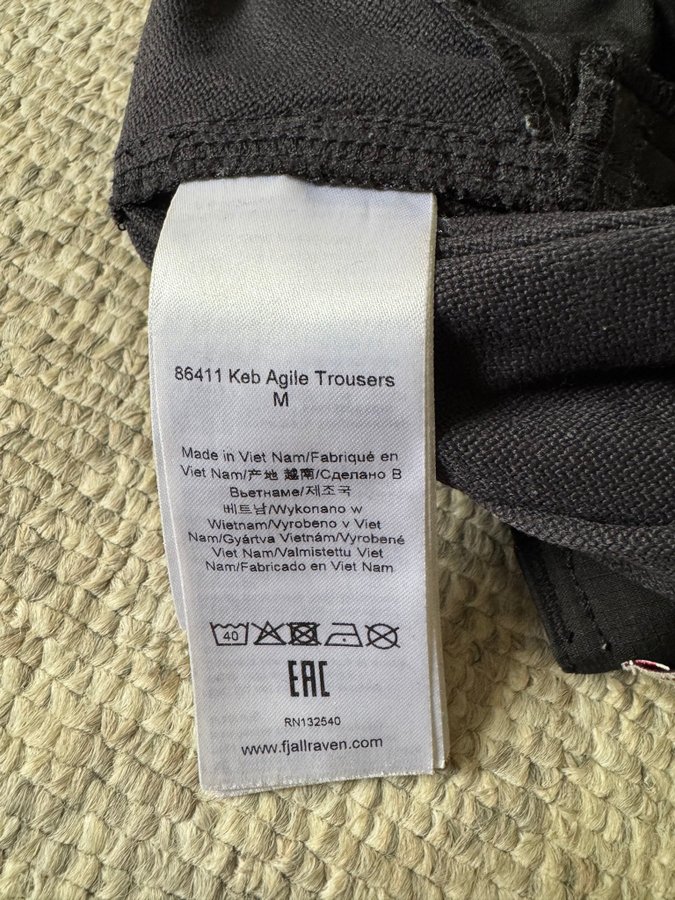 86411 Keb Agile Trousers
M
Made in Viet Nam/Fabriqué en
Viet Nam/产地 越南/Сделано В
Вьетнаме/제조국
베트남/Wykonano w
Wietnam/Vyrobeno v Viet
Nam/Gyártva Vietnám/Vyrobené
Viet Nam/Valmistettu Viet
Nam/Fabricado en Viet Nam
40
EAC
RN132540
www.fjallraven.com